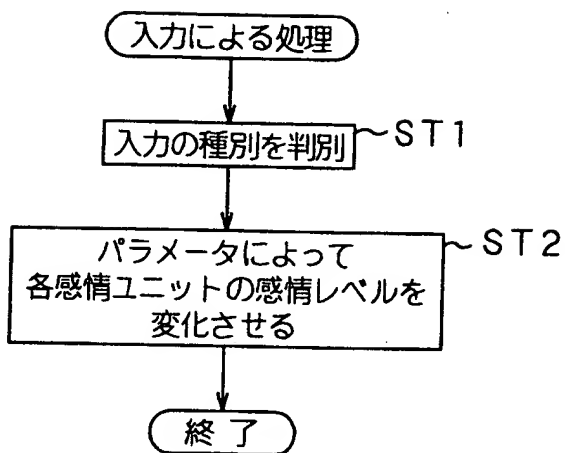 入力による処理
入力の種別を判別
~ST1
パラメータによって
各感情ユニットの感情レベルを
変化させる
~ST2
終了